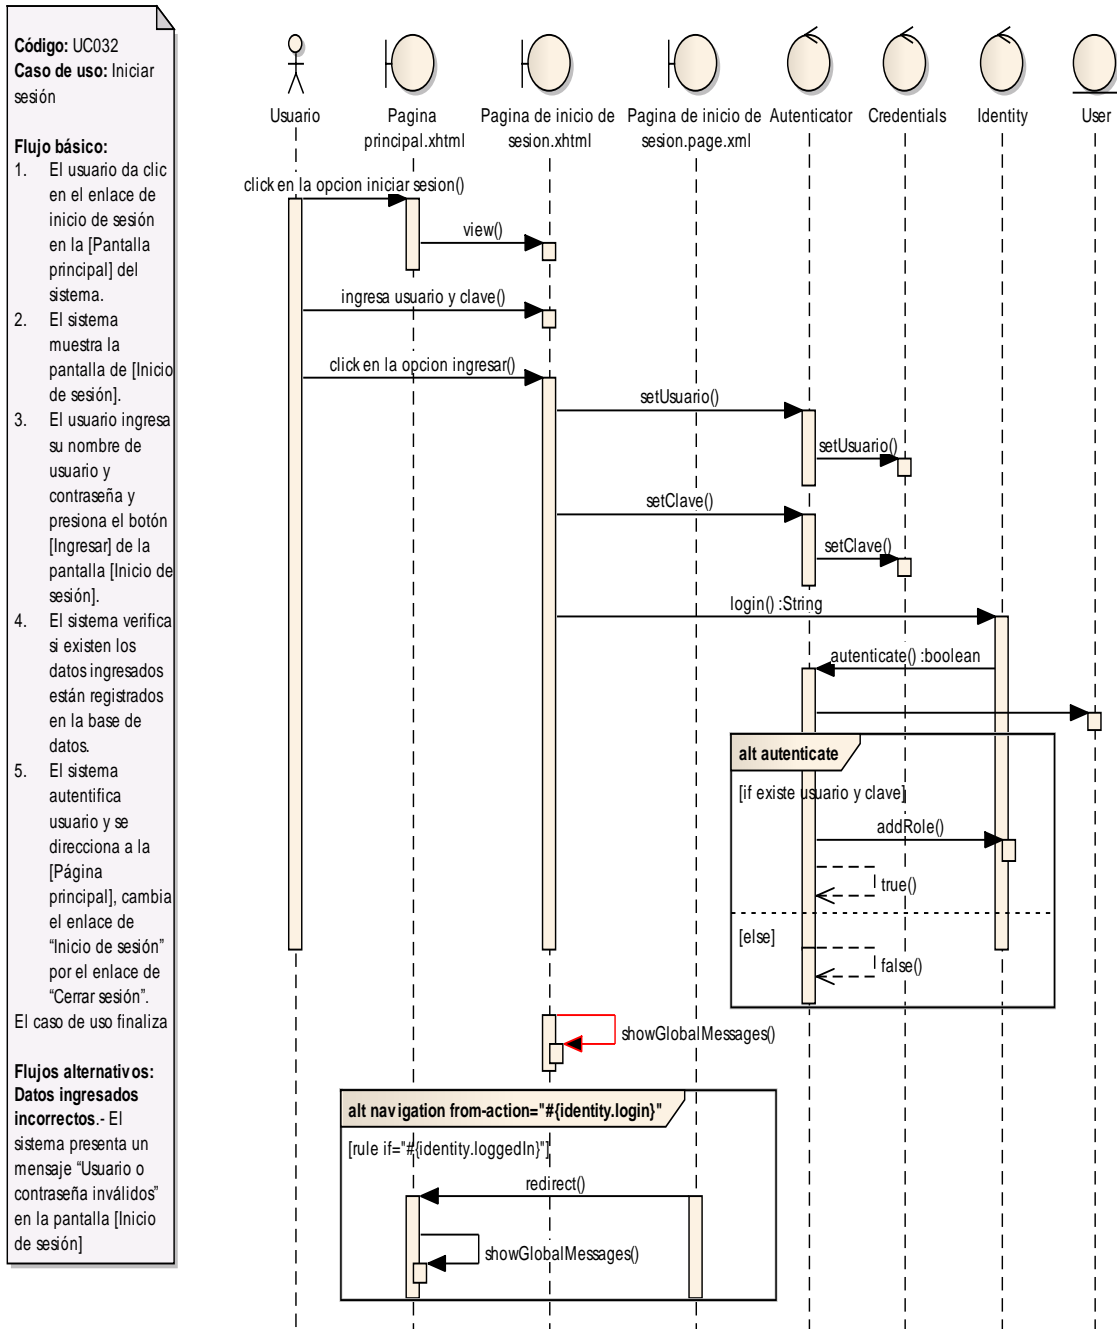 Código: UC032
Caso de uso: Iniciar
sesión
Flujo básico:
1. El usuario da clic
en el enlace de
inicio de sesión
en la [Pantalla
principal] del
sistema.
2. El sistema
muestra la
pantalla de [Inicio
de sesión].
3. El usuario ingresa
su nombre de
usuario y
contraseña y
presiona el botón
[Ingresar] de la
pantalla [Inicio de
sesión].
4. El sistema verifica
si existen los
datos ingresados
están registrados
en la base de
datos.
5. El sistema
autentifica
usuario y se
direcciona a la
[Página
principal], cambia
el enlace de
“Inicio de sesión”
por el enlace de
“Cerrar sesión”.
El caso de uso finaliza
Flujos alternativos:
Datos ingresados
incorrectos.- El
sistema presenta un
mensaje “Usuario o
contraseña inválidos”
en la pantalla [Inicio
de sesión]
Usuario
Pagina
principal.xhtml
Pagina de inicio de
sesion.xhtml
Pagina de inicio de
sesion.page.xml
Autenticator
Credentials
Identity
User
click en la opcion iniciar sesion()
view()
ingresa usuario y clave()
click en la opcion ingresar()
setUsuario()
setUsuario()
setClave()
setClave()
login() :String
autenticate() :boolean
alt autenticate
[if existe usuario y clave]
addRole()
true()
[else]
false()
showGlobalMessages()
alt navigation from-action="#{identity.login}"
[rule if="#{identity.loggedIn}"]
redirect()
showGlobalMessages()